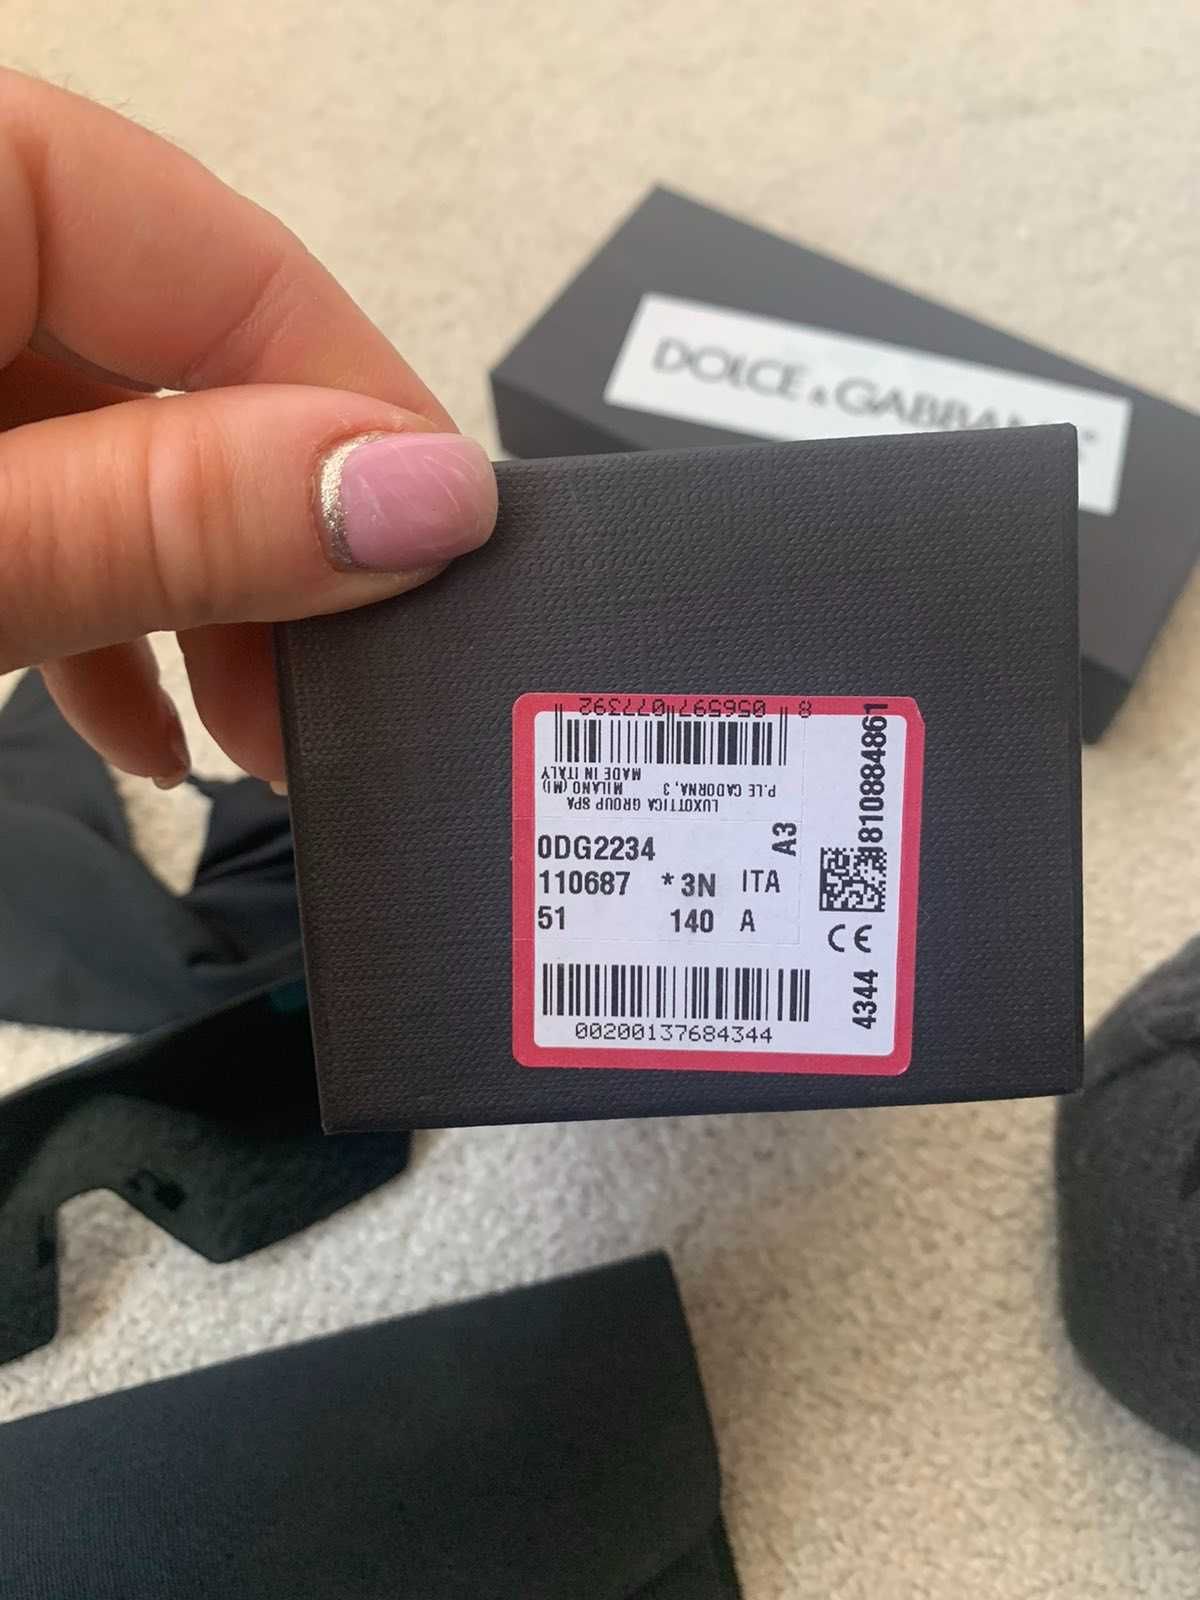 DOLCE & GABBANA
8 056597 077392
MADE IN ITALY
MILANO (MI)
P.LE CADORNA, 3
LUXOTTICA GROUP SPA
0DG2234
A3
110687 *3N ITA
51 140 A
810884861
CE
4344
00200137684344